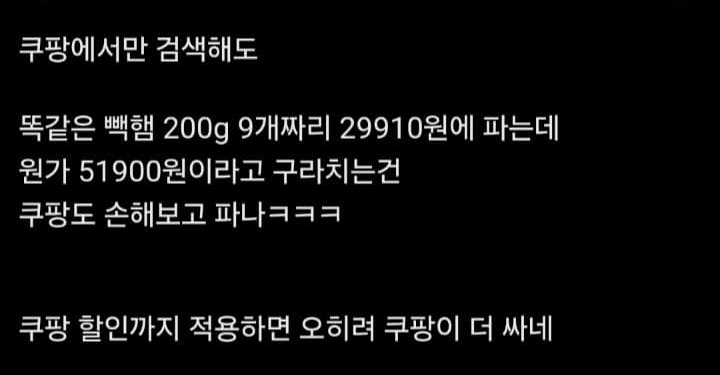 쿠팡에서만 검색해도
똑같은 빽햄 200g 9개짜리 29910원에 파는데
원가 51900원이라고 구라치는건
쿠팡도 손해보고 파나ㅋㅋㅋ
쿠팡 할인까지 적용하면 오히려 쿠팡이 더 싸네